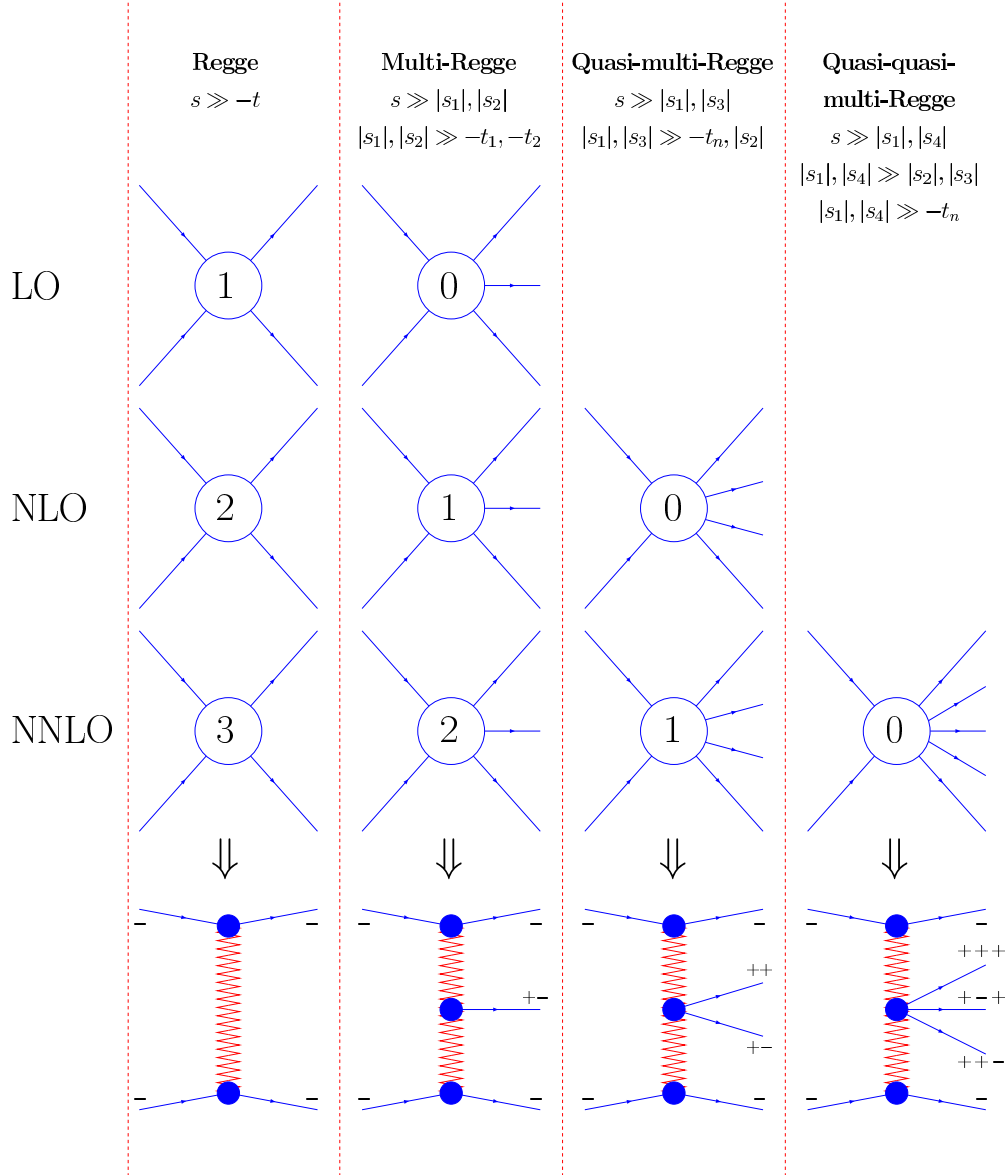 Regge
s ≫ −t
Multi-Regge
s ≫ |s₁|, |s₂|
|s₁|, |s₂| ≫ −t₁, −t₂
Quasi-multi-Regge
s ≫ |s₁|, |s₃|
|s₁|, |s₃| ≫ −tₙ, |s₂|
Quasi-quasi-
multi-Regge
s ≫ |s₁|, |s₄|
|s₁|, |s₄| ≫ |s₂|, |s₃|
|s₁|, |s₄| ≫ −tₙ
LO
1
0
NLO
2
1
0
NNLO
3
2
1
0
⇓ ⇓ ⇓ ⇓
− − − − − − − −
+−
++
+−
+++
+−+
++−
− − − − − − − −